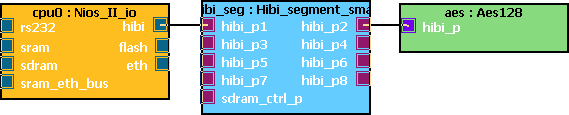 cpu0 : Nios_II_io
rs232 hibi
sram flash
sdram eth
sram_eth_bus
ibi_seg : Hibi_segment_sma
hibi_p1 hibi_p2
hibi_p3 hibi_p4
hibi_p5 hibi_p6
hibi_p7 hibi_p8
sdram_ctrl_p
aes : Aes128
hibi_p